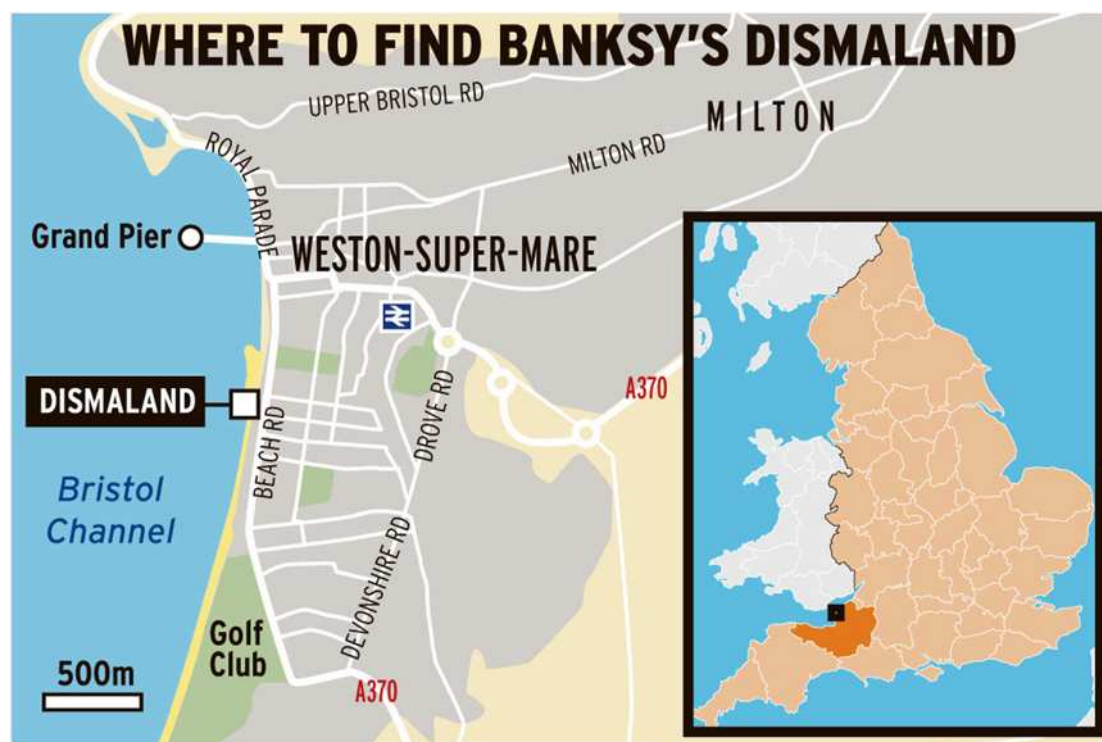 WHERE TO FIND BANKSY'S DISMALAND
UPPER BRISTOL RD
MILTON
ROYAL PARADE
MILTON RD
Grand Pier
WESTON-SUPER-MARE
A370
DISMALAND
BEACH RD
DROVE RD
Bristol
Channel
DEVONSHIRE RD
Golf
Club
500m
A370